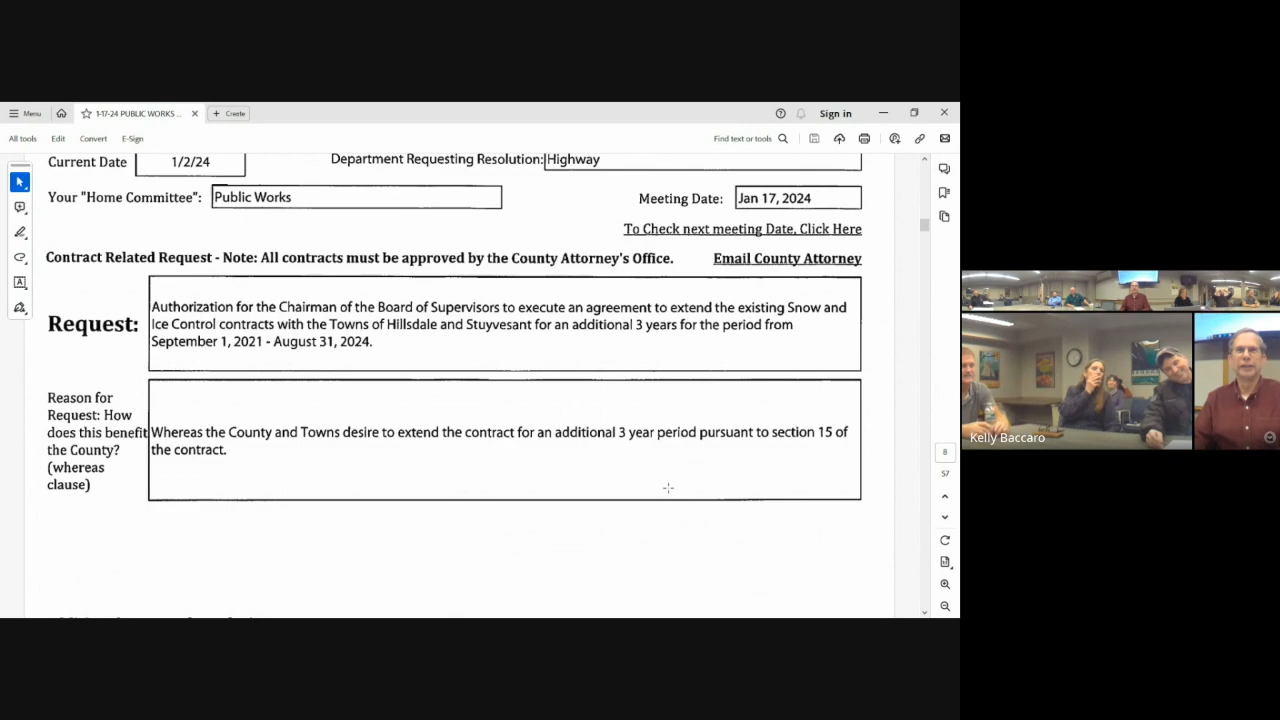 Menu
1-17-24 PUBLIC WORKS ...
Create
Sign in
All tools
Edit
Convert
E-Sign
Find text or tools
Current Date
1/2/24
Department Requesting Resolution:
Highway
Your "Home Committee":
Public Works
Meeting Date:
Jan 17, 2024
To Check next meeting Date, Click Here
Contract Related Request - Note: All contracts must be approved by the County Attorney's Office.
Email County Attorney
Request:
Authorization for the Chairman of the Board of Supervisors to execute an agreement to extend the existing Snow and
Ice Control contracts with the Towns of Hillsdale and Stuyvesant for an additional 3 years for the period from
September 1, 2021 - August 31, 2024.
Reason for
Request: How
does this benefit
the County?
(whereas
clause)
Whereas the County and Towns desire to extend the contract for an additional 3 year period pursuant to section 15 of
the contract.
8
57
Kelly Baccaro